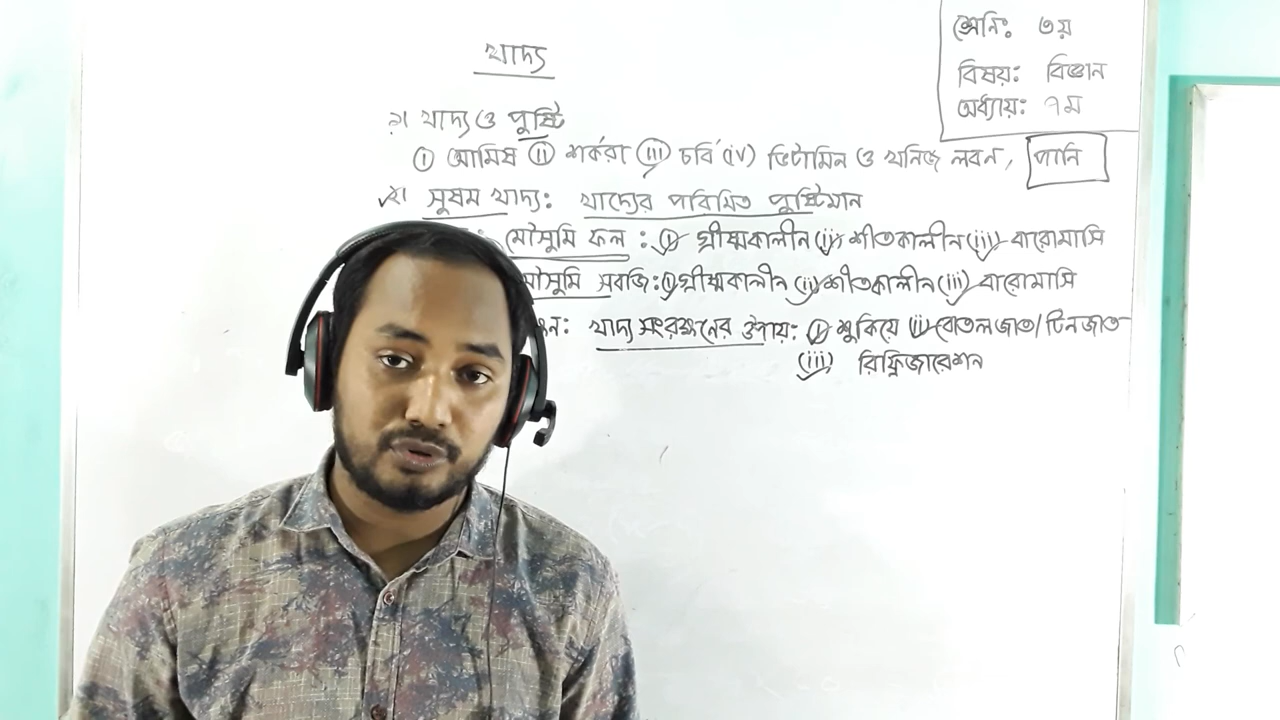 শ্রেনিঃ ৩য়
বিষয়: বিজ্ঞান
অধ্যায়: ৭ম
খাদ্য
১। খাদ্য ও পুষ্টি
(i) আমিষ (ii) শর্করা (iii) চর্বি (iv) ভিটামিন ও খনিজ লবন, পানি
২। সুষম খাদ্য: খাদ্যের পরিমিত পুষ্টিমান
মৌসুমি ফল : (i) গ্রীষ্মকালীন (ii) শীতকালীন (iii) বারোমাসি
মৌসুমি সবজি: (i) গ্রীষ্মকালীন (ii) শীতকালীন (iii) বারোমাসি
খাদ্য সংরক্ষনের উপায়: (i) শুকিয়ে (ii) বোতলজাত/টিনজাত
(iii) রিফ্রিজারেশন